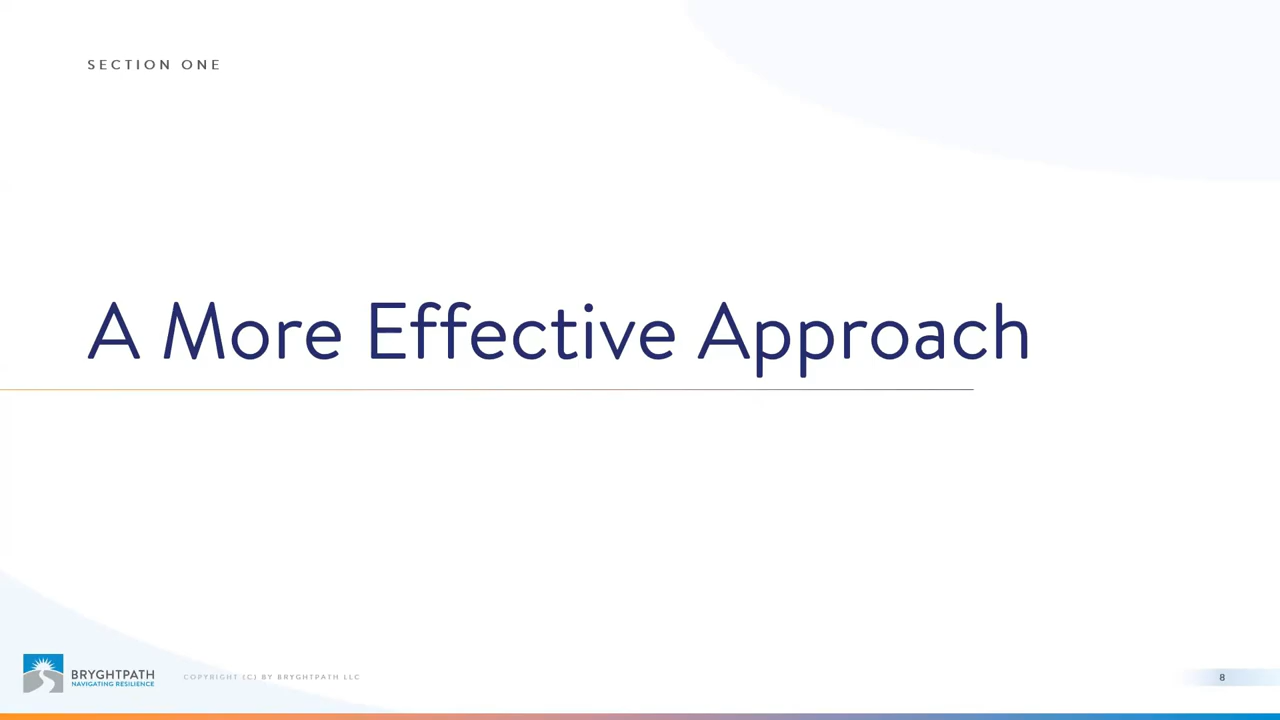 SECTION ONE
A More Effective Approach
BRYGHTPATH
NAVIGATING RESILIENCE
COPYRIGHT (C) BY BRYGHTPATH LLC
8